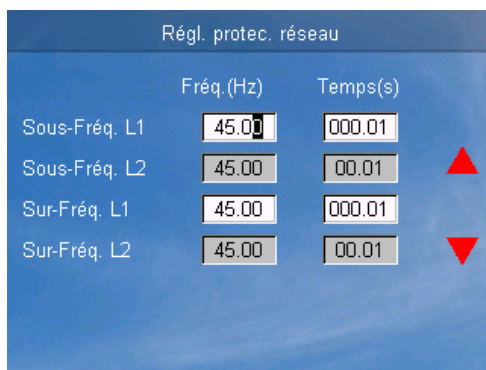 Régl. protec. réseau
Fréq.(Hz) Temps(s)
Sous-Fréq. L1 45.00 000.01
Sous-Fréq. L2 45.00 00.01
Sur-Fréq. L1 45.00 000.01
Sur-Fréq. L2 45.00 00.01